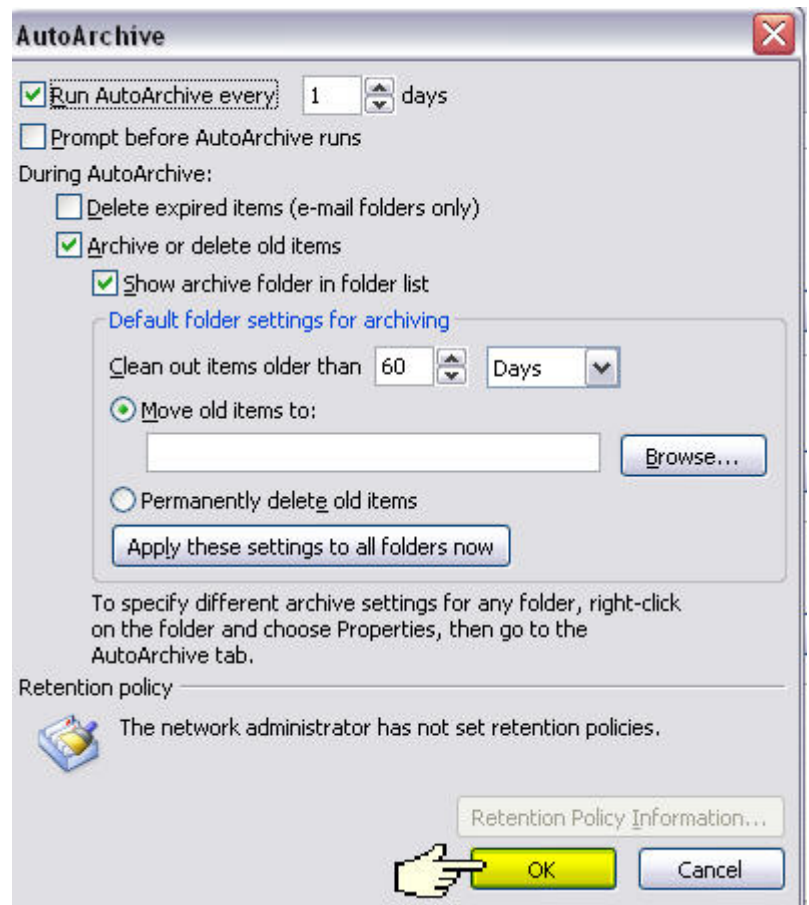 AutoArchive
Run AutoArchive every 1 days
Prompt before AutoArchive runs
During AutoArchive:
Delete expired items (e-mail folders only)
Archive or delete old items
Show archive folder in folder list
Default folder settings for archiving
Clean out items older than 60 Days
Move old items to:
Browse...
Permanently delete old items
Apply these settings to all folders now
To specify different archive settings for any folder, right-click
on the folder and choose Properties, then go to the
AutoArchive tab.
Retention policy
The network administrator has not set retention policies.
Retention Policy Information...
OK Cancel